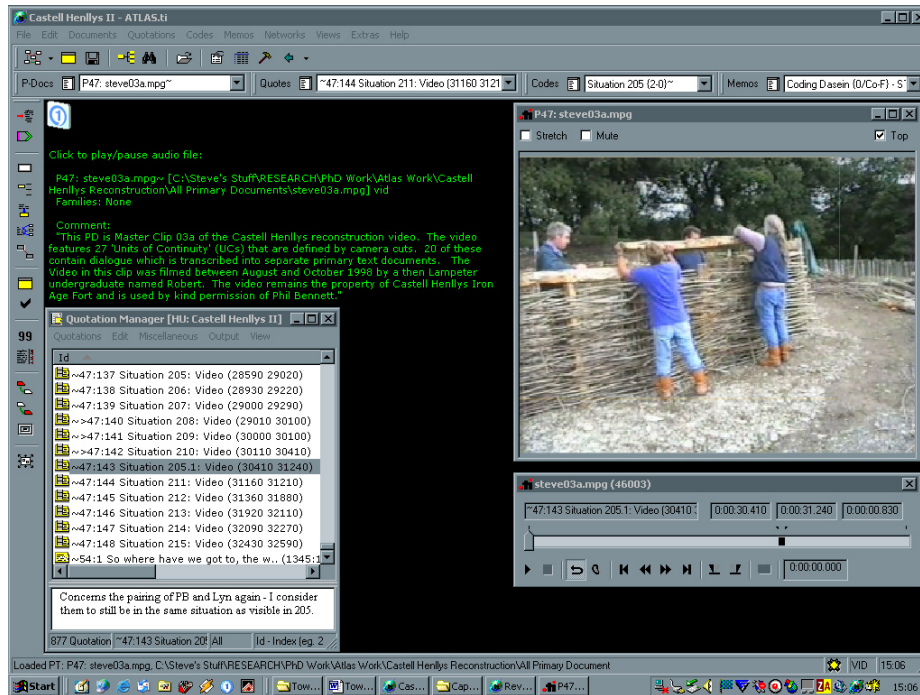 Castell Henllys II - ATLAS.ti
File Edit Documents Quotations Codes Memos Networks Views Extras Help
P-Docs P47: steve03a.mpg~ Quotes ~47:144 Situation 211: Video (31160 3121 Codes Situation 205 {2-0}~ Memos Coding Dasein {0/Co-F} - S
Click to play/pause audio file:
P47: steve03a.mpg~ [C:\Steve's Stuff\RESEARCH\PhD Work\Atlas Work\Castell
Henllys Reconstruction\All Primary Documents\steve03a.mpg] vid
Families: None
Comment:
"This PD is Master Clip 03a of the Castell Henllys reconstruction video. The video
features 27 'Units of Continuity' (UCs) that are defined by camera cuts. 20 of these
contain dialogue which is transcribed into separate primary text documents. The
Video in this clip was filmed between August and October 1998 by a then Lampeter
undergraduate named Robert. The video remains the property of Castell Henllys Iron
Age Fort and is used by kind permission of Phil Bennett."
99
Quotation Manager [HU: Castell Henllys II]
Quotations Edit Miscellaneous Output View
Id
~47:137 Situation 205: Video (28590 29020)
~47:138 Situation 206: Video (28930 29220)
~47:139 Situation 207: Video (29000 29290)
~>47:140 Situation 208: Video (29010 30100)
~>47:141 Situation 209: Video (30000 30100)
~>47:142 Situation 210: Video (30110 30410)
~47:143 Situation 205.1: Video (30410 31240)
~47:144 Situation 211: Video (31160 31210)
~47:145 Situation 212: Video (31360 31880)
~47:146 Situation 213: Video (31920 32110)
~47:147 Situation 214: Video (32090 32270)
~47:148 Situation 215: Video (32430 32590)
~54:1 So where have we got to, the w.. (1345:1
Concerns the pairing of PB and Lyn again - I consider
them to still be in the same situation as visible in 205.
877 Quotation ~47:143 Situation 205 All Id - Index (eg. 2
P47: steve03a.mpg
Stretch Mute Top
steve03a.mpg (46003)
~47:143 Situation 205.1: Video (30410 0:00:30.410 0:00:31.240 0:00:00.830
0:00:00.000
Loaded PT: P47: steve03a.mpg, C:\Steve's Stuff\RESEARCH\PhD Work\Atlas Work\Castell Henllys Reconstruction\All Primary Document VID 15:06
Start Tow... Tow... Cas... Cap... Rev... P47... 15:06